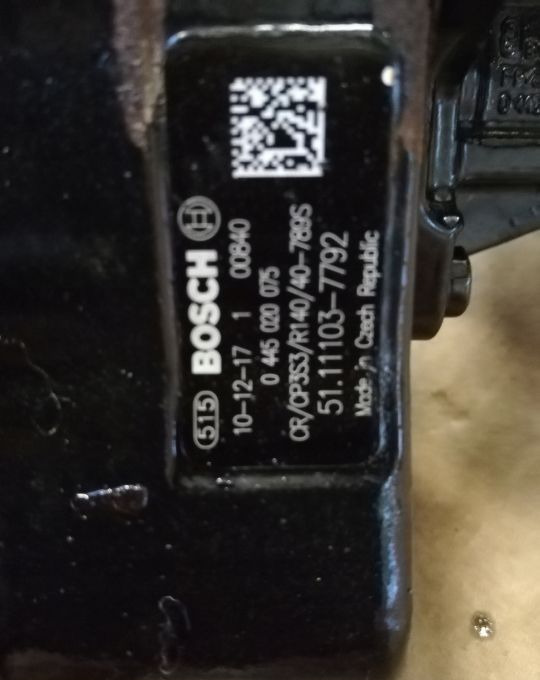 515 BOSCH
10-12-17 1 00840
0 445 020 075
CR/CP3S3/R140/40-789S
51.11103-7792
Made in Czech Republic